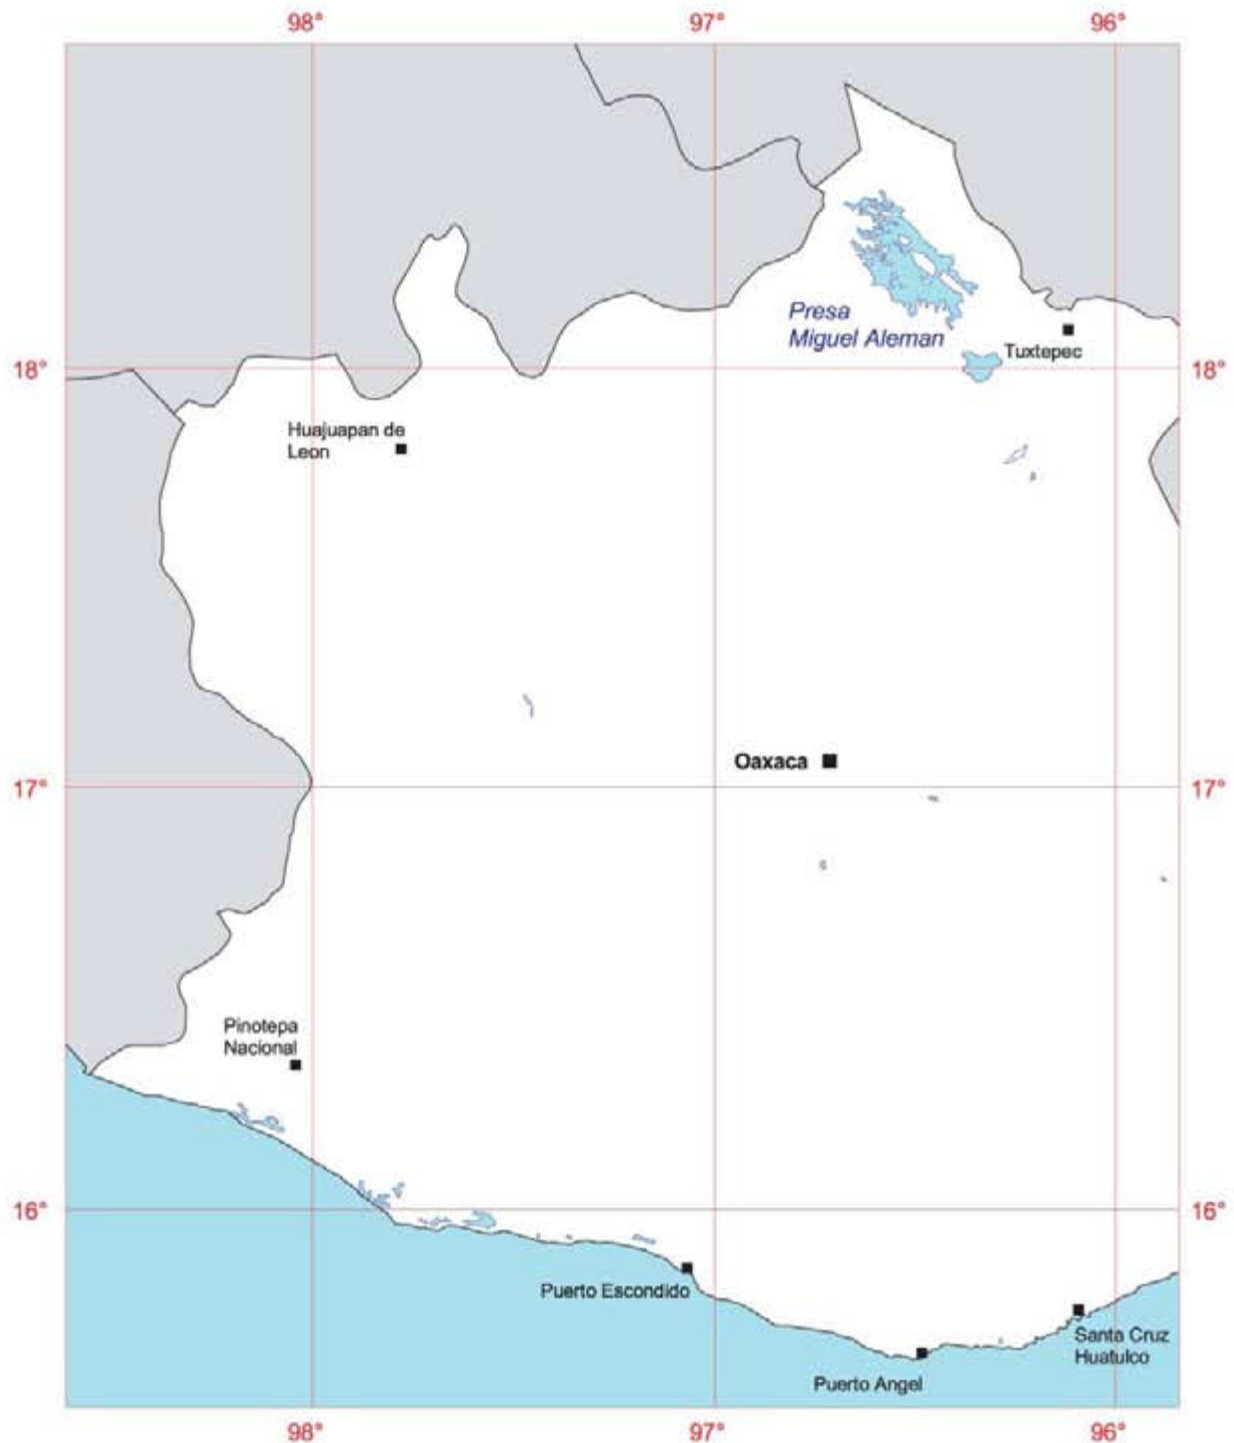 98°
97°
96°
Presa
Miguel Aleman
Tuxtepec
18°
18°
Huajuapan de
Leon
Oaxaca
17°
17°
Pinotepa
Nacional
16°
16°
Puerto Escondido
Santa Cruz
Huatulco
Puerto Angel
98°
97°
96°